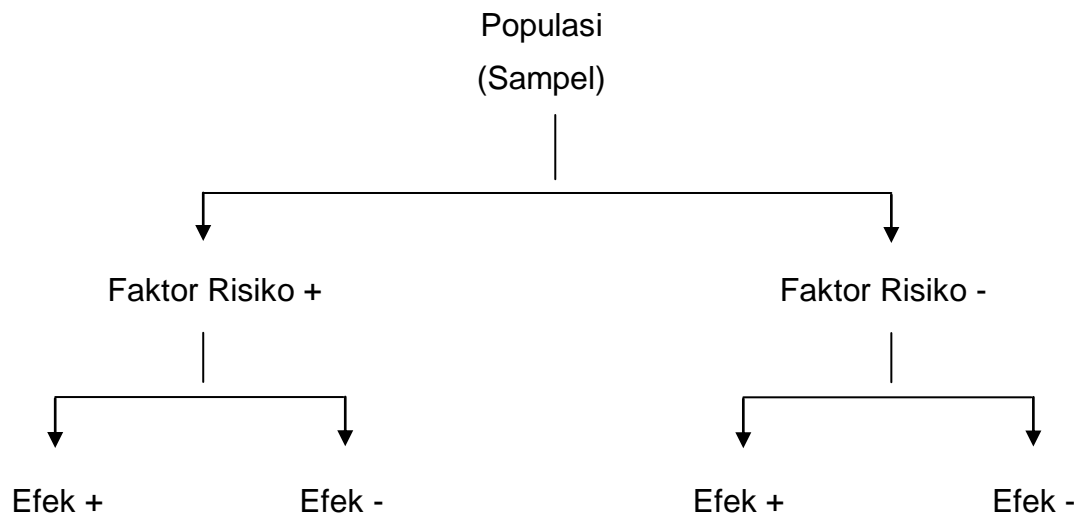 Populasi
(Sampel)
Faktor Risiko +
Faktor Risiko -
Efek +
Efek -
Efek +
Efek -